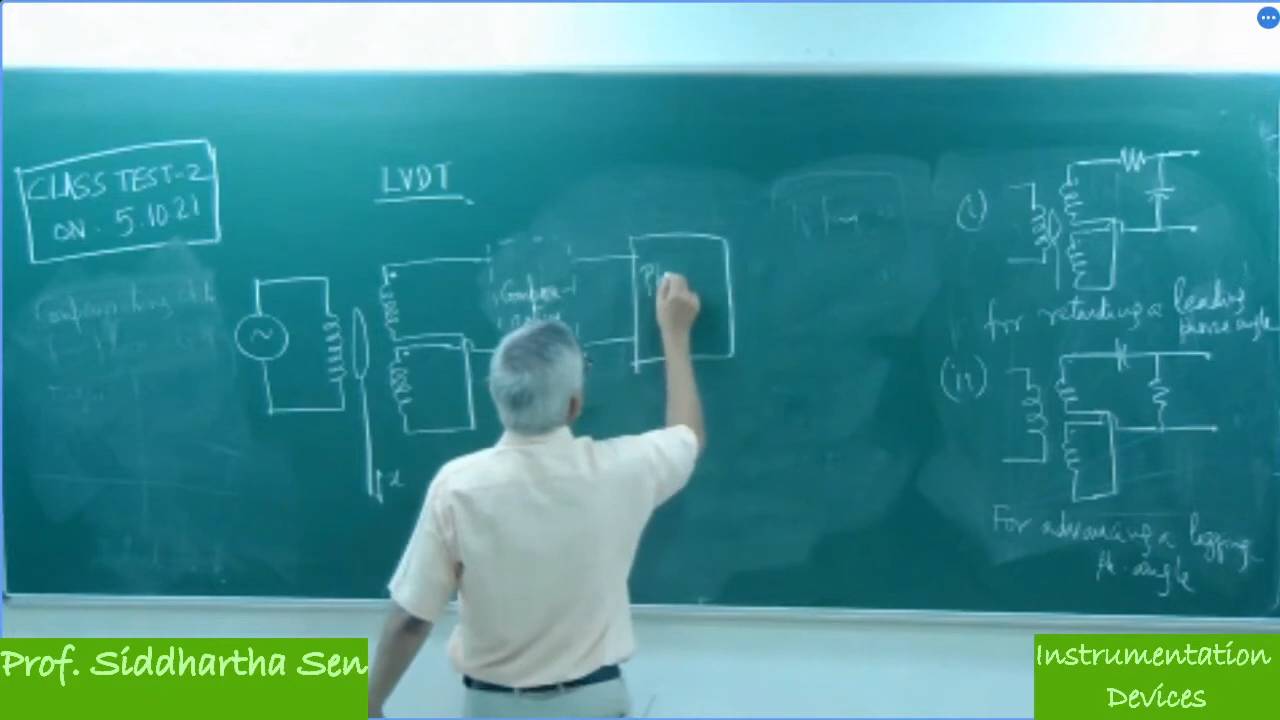 CLASS TEST-2
ON. 5.10.21
LVDT
Ph
x
(i)
for retarding a leading
phase angle
(ii)
For advancing a lagging
ph. angle
Prof. Siddhartha Sen
Instrumentation
Devices